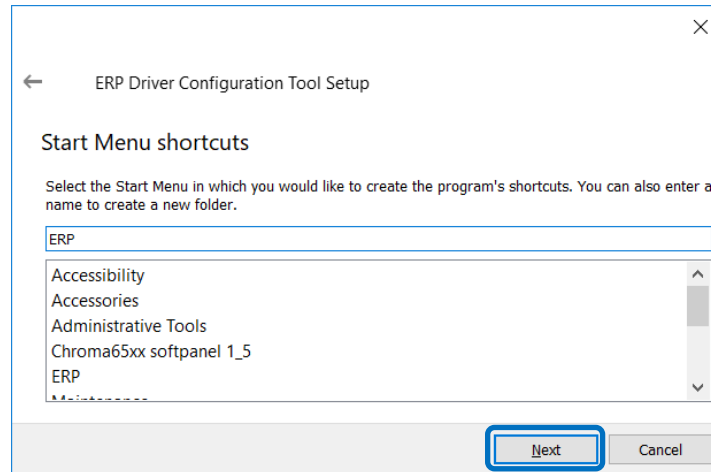 ERP Driver Configuration Tool Setup
Start Menu shortcuts
Select the Start Menu in which you would like to create the program's shortcuts. You can also enter a
name to create a new folder.
ERP
Accessibility
Accessories
Administrative Tools
Chroma65xx softpanel 1_5
ERP
Maintenance
Next
Cancel